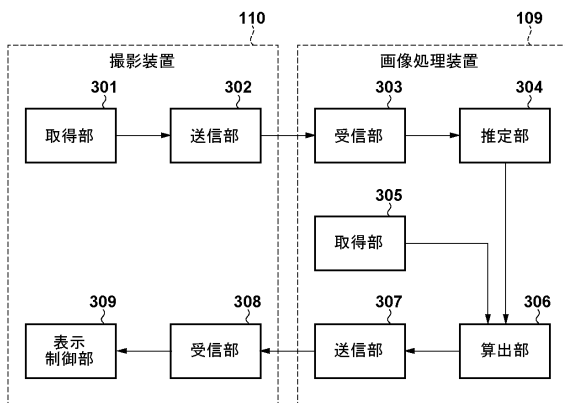 110
109
撮影装置
画像処理装置
301
302
303
304
取得部
送信部
受信部
推定部
305
取得部
309
308
307
306
表示
制御部
受信部
送信部
算出部